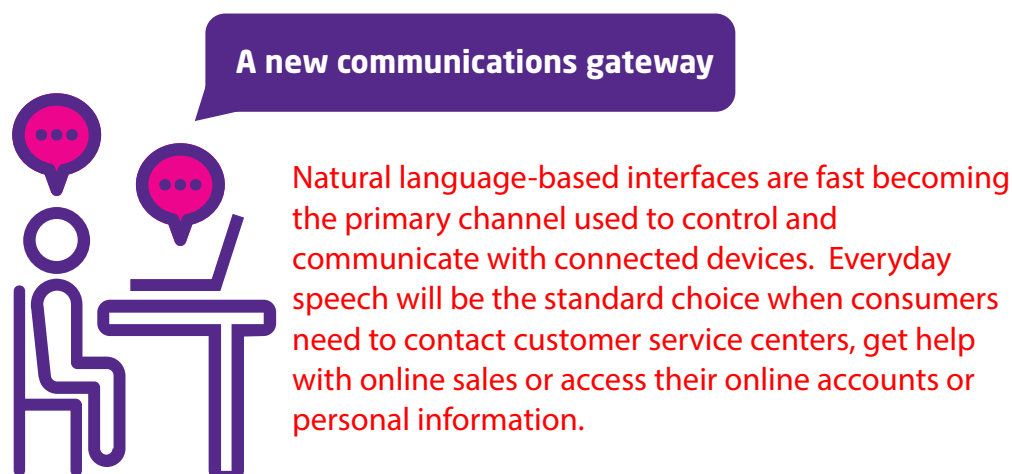 A new communications gateway
Natural language-based interfaces are fast becoming
the primary channel used to control and
communicate with connected devices.  Everyday
speech will be the standard choice when consumers
need to contact customer service centers, get help
with online sales or access their online accounts or
personal information.